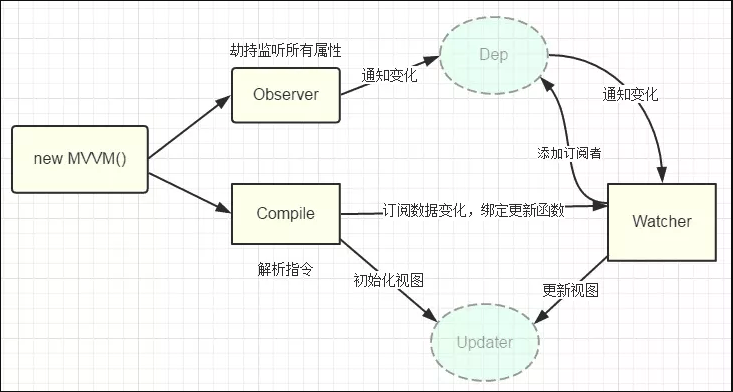 劫持监听所有属性
Dep
Observer
通知变化
通知变化
new MVVM()
添加订阅者
Compile
订阅数据变化，绑定更新函数
Watcher
解析指令
初始化视图
更新视图
Updater